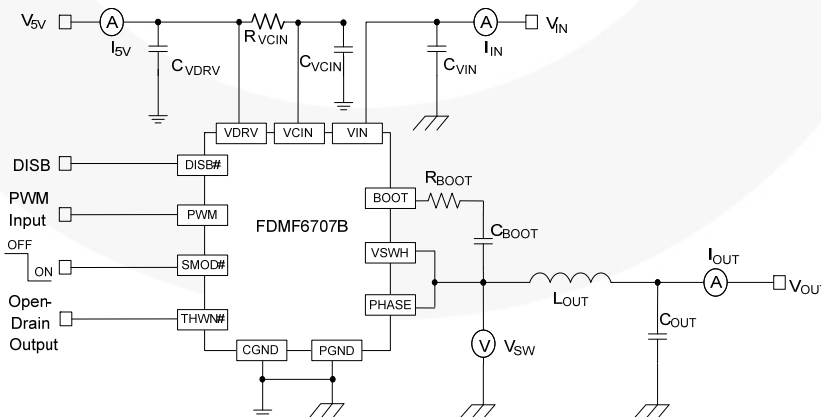 V5V
A
I5V
RVCIN
CVDRV
CVCIN
CVIN
A
IIN
VIN
VDRV
VCIN
VIN
DISB
DISB#
PWM
Input
PWM
OFF
ON
SMOD#
Open-
Drain
Output
THWN#
FDMF6707B
BOOT
RBOOT
CBOOT
VSWH
PHASE
CGND
PGND
V
VSW
LOUT
COUT
IOUT
A
VOUT